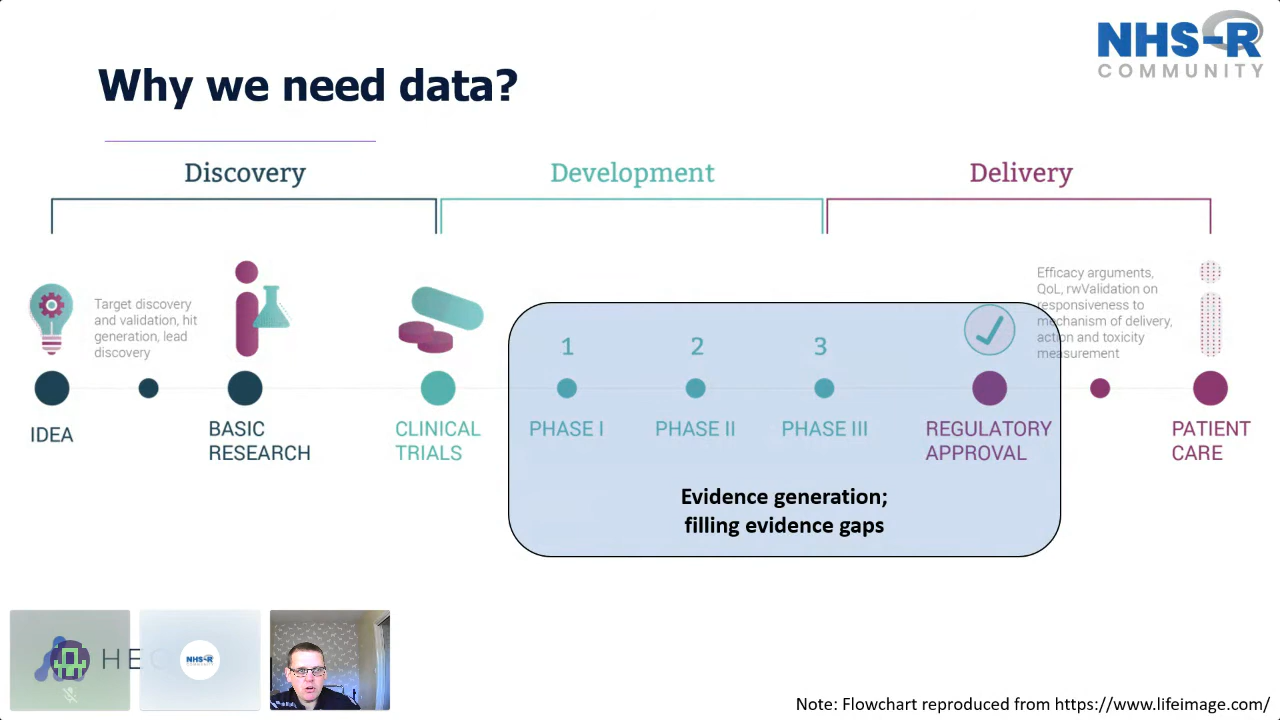 NHS-R
COMMUNITY
Why we need data?
Discovery
Development
Delivery
Target discovery
and validation, hit
generation, lead
discovery
Efficacy arguments,
QoL, rwValidation on
responsiveness to
mechanism of delivery,
action and toxicity
measurement
1
2
3
IDEA
BASIC
RESEARCH
CLINICAL
TRIALS
PHASE I
PHASE II
PHASE III
REGULATORY
APPROVAL
PATIENT
CARE
Evidence generation;
filling evidence gaps
HEC
NHS-R
COMMUNITY
Note: Flowchart reproduced from https://www.lifeimage.com/